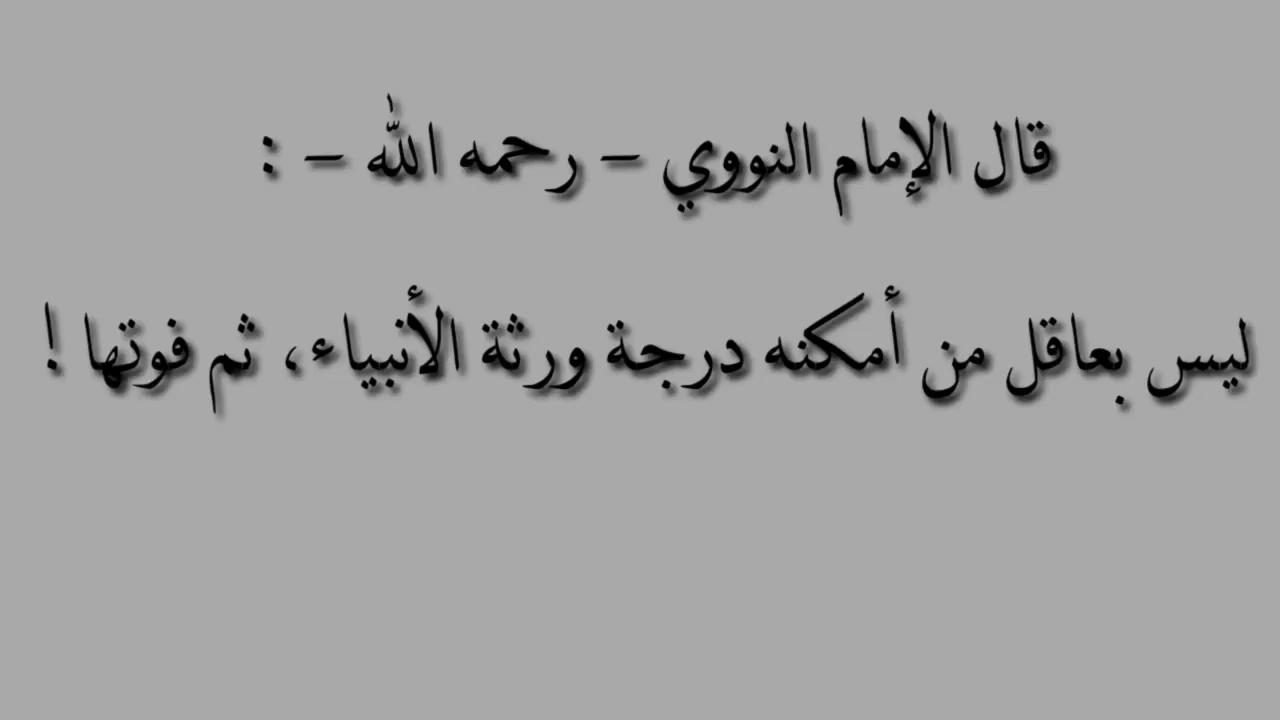 قال الإمام النووي – رحمه الله – :
ليس بعاقل من أمكنه درجة ورثة الأنبياء، ثم فوتها !